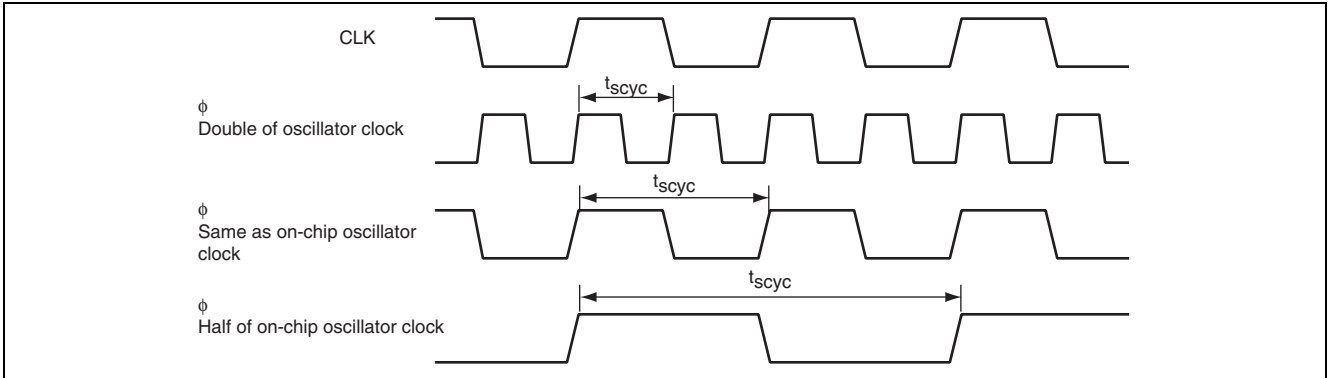 CLK
tscyc
φ
Double of oscillator clock
tscyc
φ
Same as on-chip oscillator
clock
tscyc
φ
Half of on-chip oscillator clock